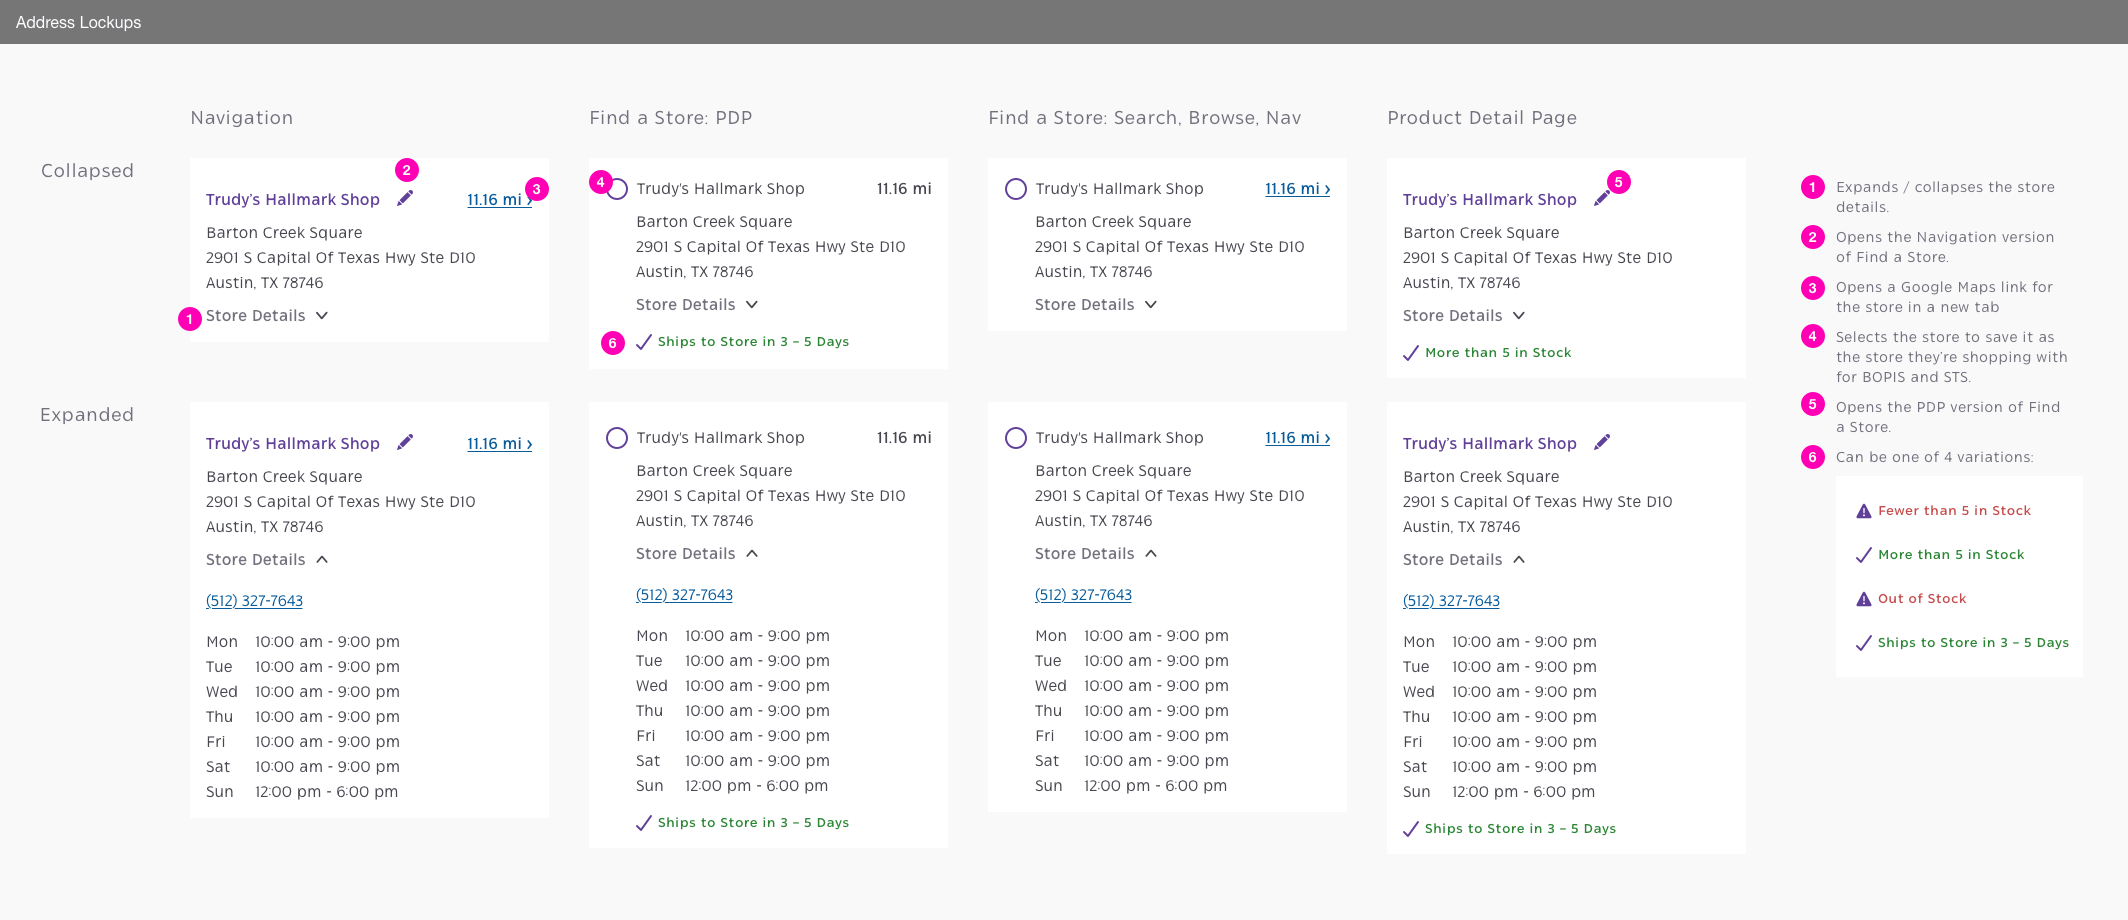 Address Lockups
Navigation
Find a Store: PDP
Find a Store: Search, Browse, Nav
Product Detail Page
Collapsed
2
Trudy's Hallmark Shop
11.16 mi ›
3
Barton Creek Square
2901 S Capital Of Texas Hwy Ste D10
Austin, TX 78746
1
Store Details
4
Trudy's Hallmark Shop
11.16 mi
Barton Creek Square
2901 S Capital Of Texas Hwy Ste D10
Austin, TX 78746
Store Details
6
Ships to Store in 3 – 5 Days
Trudy's Hallmark Shop
11.16 mi ›
Barton Creek Square
2901 S Capital Of Texas Hwy Ste D10
Austin, TX 78746
Store Details
5
Trudy's Hallmark Shop
Barton Creek Square
2901 S Capital Of Texas Hwy Ste D10
Austin, TX 78746
Store Details
More than 5 in Stock
Expanded
Trudy's Hallmark Shop
11.16 mi ›
Barton Creek Square
2901 S Capital Of Texas Hwy Ste D10
Austin, TX 78746
Store Details
(512) 327-7643
Mon 10:00 am - 9:00 pm
Tue 10:00 am - 9:00 pm
Wed 10:00 am - 9:00 pm
Thu 10:00 am - 9:00 pm
Fri 10:00 am - 9:00 pm
Sat 10:00 am - 9:00 pm
Sun 12:00 pm - 6:00 pm
Trudy's Hallmark Shop
11.16 mi
Barton Creek Square
2901 S Capital Of Texas Hwy Ste D10
Austin, TX 78746
Store Details
(512) 327-7643
Mon 10:00 am - 9:00 pm
Tue 10:00 am - 9:00 pm
Wed 10:00 am - 9:00 pm
Thu 10:00 am - 9:00 pm
Fri 10:00 am - 9:00 pm
Sat 10:00 am - 9:00 pm
Sun 12:00 pm - 6:00 pm
Ships to Store in 3 – 5 Days
Trudy's Hallmark Shop
11.16 mi ›
Barton Creek Square
2901 S Capital Of Texas Hwy Ste D10
Austin, TX 78746
Store Details
(512) 327-7643
Mon 10:00 am - 9:00 pm
Tue 10:00 am - 9:00 pm
Wed 10:00 am - 9:00 pm
Thu 10:00 am - 9:00 pm
Fri 10:00 am - 9:00 pm
Sat 10:00 am - 9:00 pm
Sun 12:00 pm - 6:00 pm
Trudy's Hallmark Shop
Barton Creek Square
2901 S Capital Of Texas Hwy Ste D10
Austin, TX 78746
Store Details
(512) 327-7643
Mon 10:00 am - 9:00 pm
Tue 10:00 am - 9:00 pm
Wed 10:00 am - 9:00 pm
Thu 10:00 am - 9:00 pm
Fri 10:00 am - 9:00 pm
Sat 10:00 am - 9:00 pm
Sun 12:00 pm - 6:00 pm
Ships to Store in 3 – 5 Days
1 Expands / collapses the store
details.
2 Opens the Navigation version
of Find a Store.
3 Opens a Google Maps link for
the store in a new tab
4 Selects the store to save it as
the store they're shopping with
for BOPIS and STS.
5 Opens the PDP version of Find
a Store.
6 Can be one of 4 variations:
Fewer than 5 in Stock
More than 5 in Stock
Out of Stock
Ships to Store in 3 – 5 Days